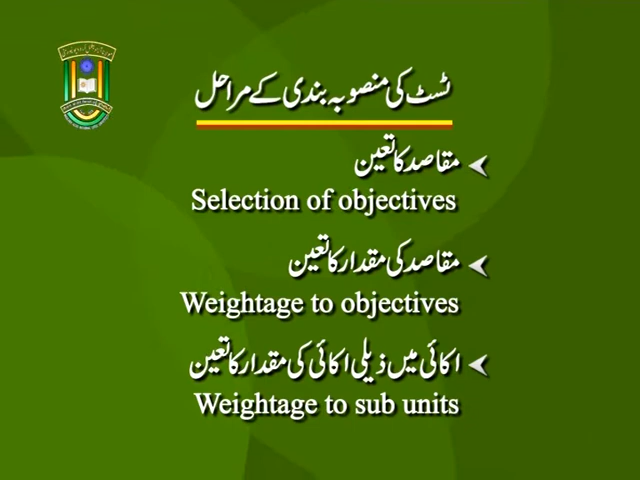 ٹسٹ کی منصوبہ بندی کے مراحل
مقاصد کا تعین
Selection of objectives
مقاصد کی مقدار کا تعین
Weightage to objectives
اکائی میں ذیلی اکائی کی مقدار کا تعین
Weightage to sub units